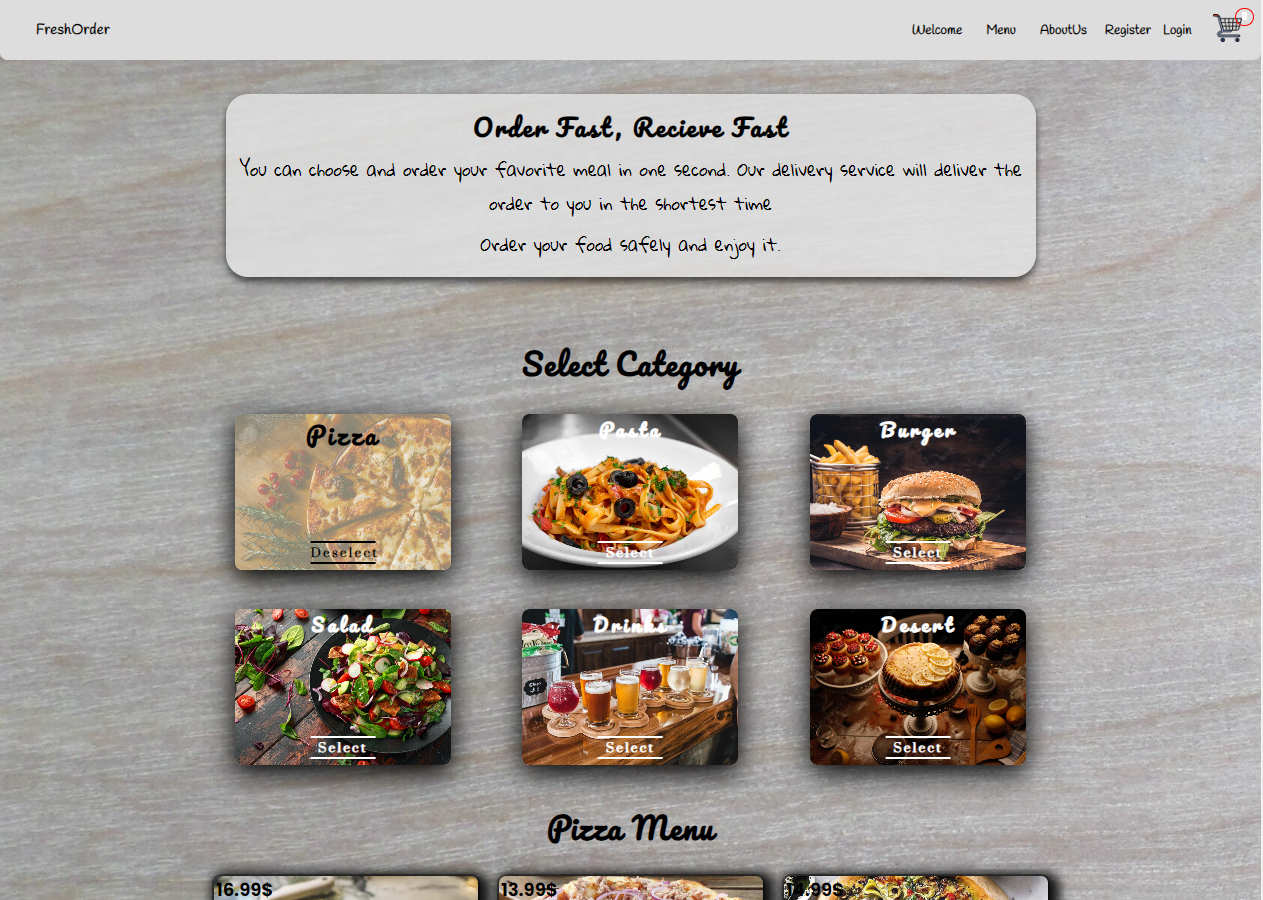 FreshOrder
Welcome Menu AboutUs Register Login
Order Fast, Recieve Fast
You can choose and order your favorite meal in one second. Our delivery service will deliver the
order to you in the shortest time
Order your food safely and enjoy it.
Select Category
Pizza
Pasta
Burger
Deselect
Select
Select
Salad
Drinks
Desert
Select
Select
Select
Pizza Menu
16.99$
13.99$